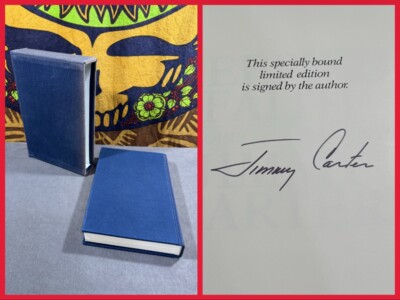 This specially bound
limited edition
is signed by the author.
Jimmy Carter